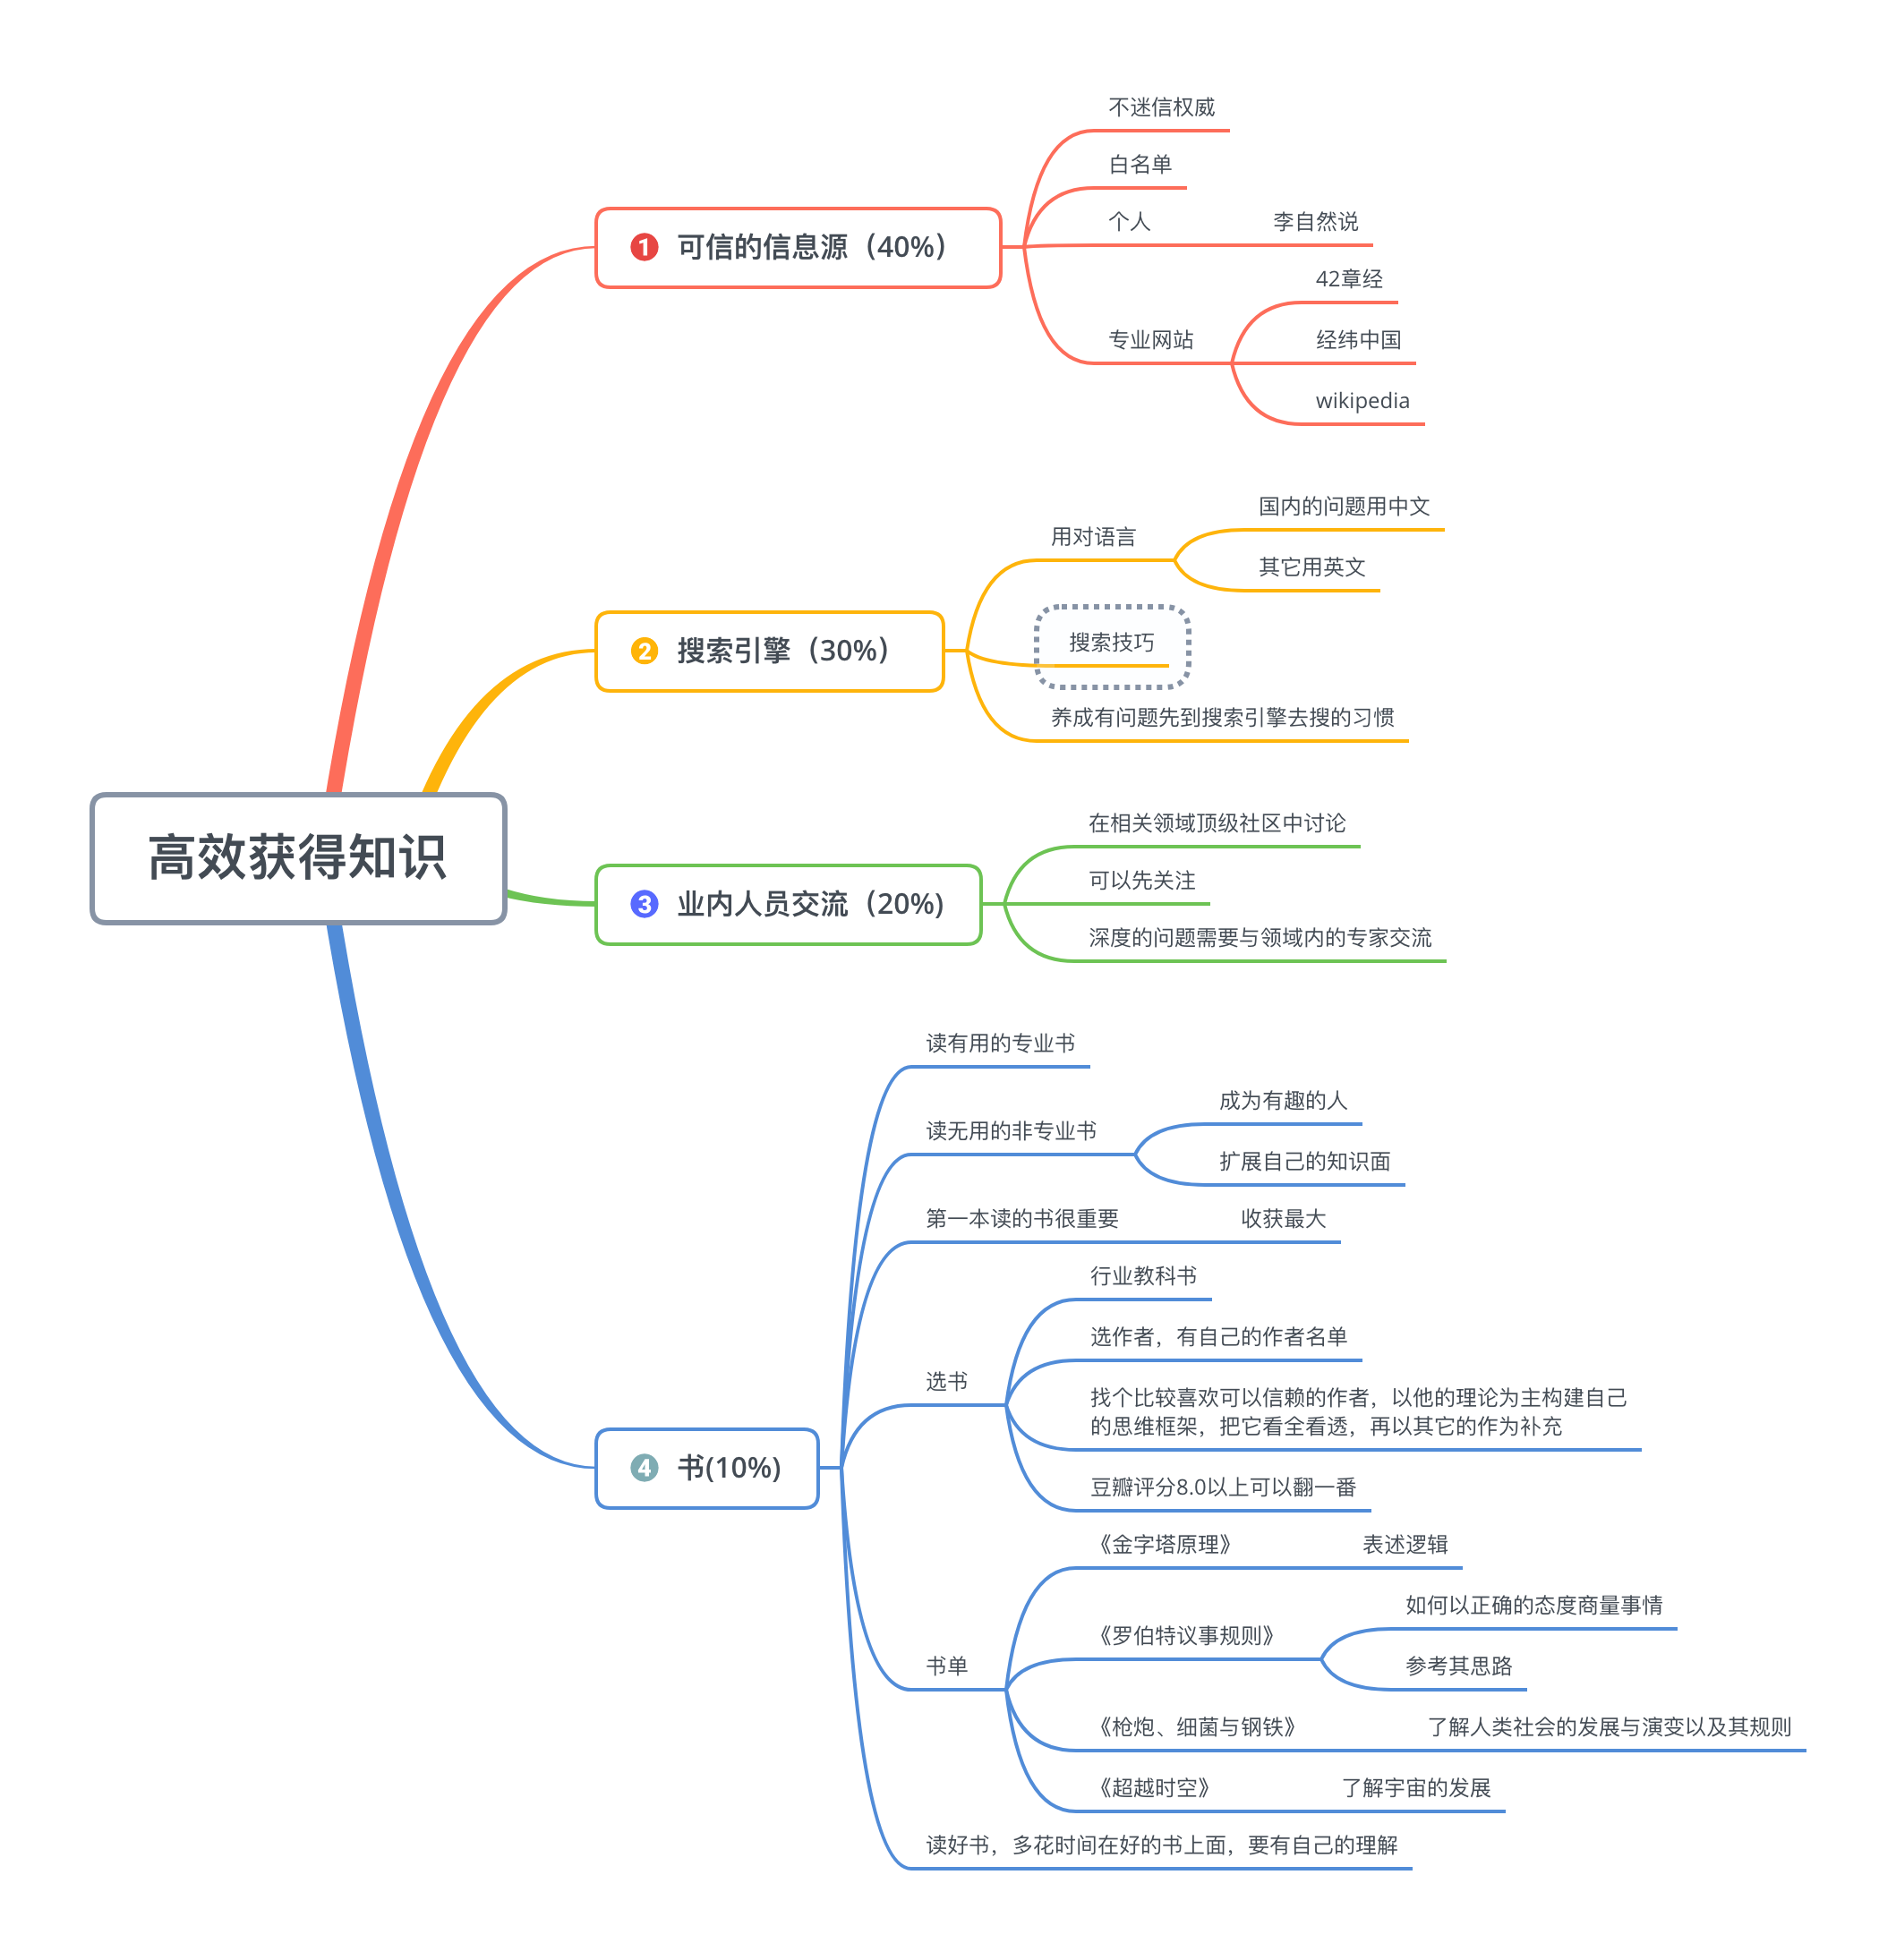 高效获得知识
1 可信的信息源（40%）
不迷信权威
白名单
个人
李自然说
专业网站
42章经
经纬中国
wikipedia
2 搜索引擎（30%）
用对语言
国内的问题用中文
其它用英文
搜索技巧
养成有问题先到搜索引擎去搜的习惯
3 业内人员交流（20%)
在相关领域顶级社区中讨论
可以先关注
深度的问题需要与领域内的专家交流
4 书(10%)
读有用的专业书
读无用的非专业书
成为有趣的人
扩展自己的知识面
第一本读的书很重要
收获最大
选书
行业教科书
选作者，有自己的作者名单
找个比较喜欢可以信赖的作者，以他的理论为主构建自己
的思维框架，把它看全看透，再以其它的作为补充
豆瓣评分8.0以上可以翻一番
书单
《金字塔原理》
表述逻辑
《罗伯特议事规则》
如何以正确的态度商量事情
参考其思路
《枪炮、细菌与钢铁》
了解人类社会的发展与演变以及其规则
《超越时空》
了解宇宙的发展
读好书，多花时间在好的书上面，要有自己的理解